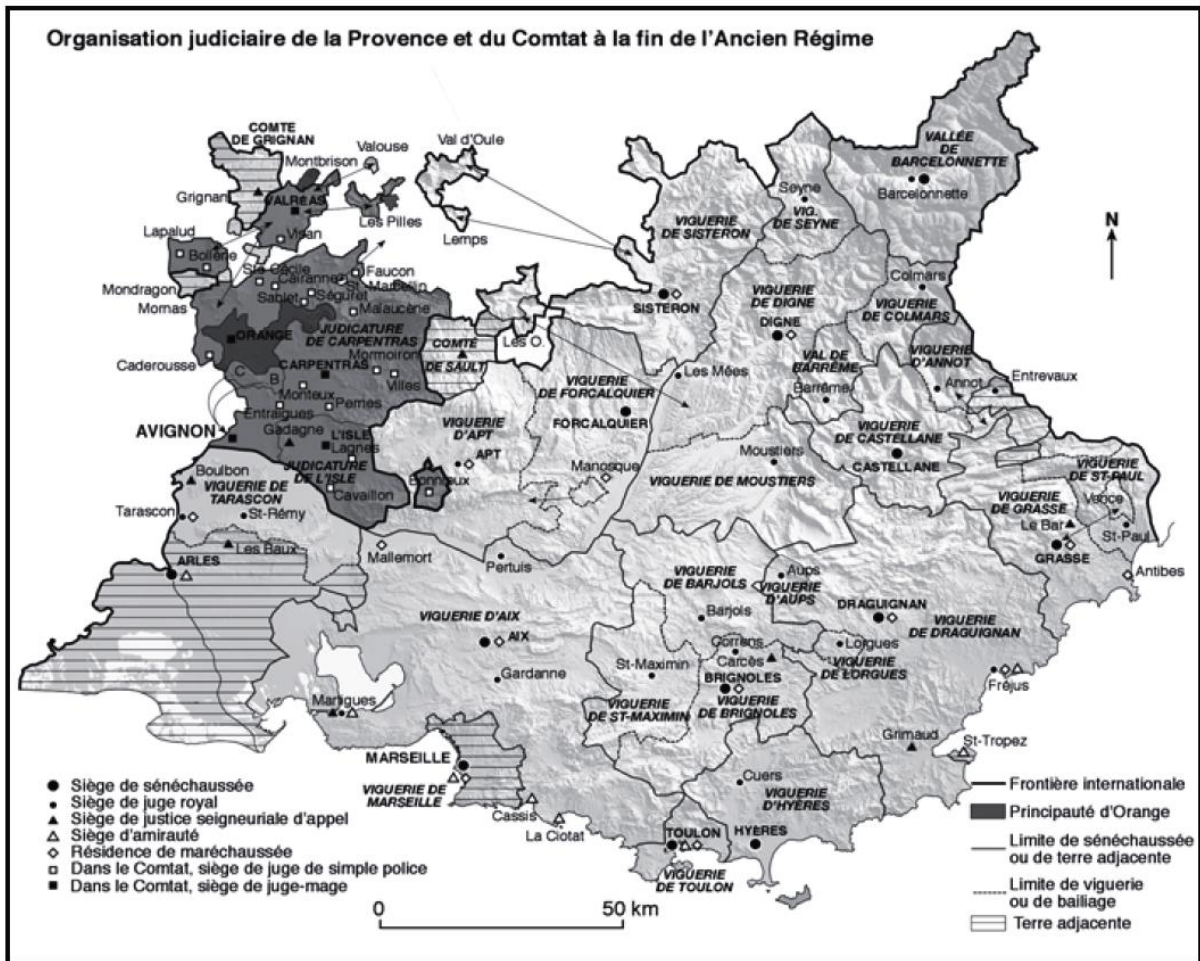 Organisation judiciaire de la Provence et du Comtat à la fin de l'Ancien Régime
COMTE
DE GRIGNAN
Valouse
Val d'Oule
Montbrison
Grignan
VALRÉAS
Les Pilles
Lemps
Lapalud
Visan
Bollène
Ste Cécile
Cairanne
Faucon
St-Marcellin
Mondragon
Sablet
Séguret
Mornas
Malaucène
ORANGE
JUDICATURE
DE CARPENTRAS
Caderousse
CARPENTRAS
Mormoiron
C
B
Monteux
Villes
Entraigues
Pernes
AVIGNON
Gadagne
L'ISLE
Lagnes
JUDICATURE
DE L'ISLE
Cavaillon
COMTÉ
DE SAULT
Les O.
VALLÉE
DE
BARCELONNETTE
Barcelonnette
Seyne
VIG.
DE SEYNE
VIGUERIE
DE SISTERON
SISTERON
N
Colmars
VIGUERIE
DE COLMARS
VIGUERIE
DE DIGNE
DIGNE
VAL DE
BARRÊME
Barrême
VIGUERIE
D'ANNOT
Annot
Entrevaux
Les Mées
VIGUERIE
DE FORCALQUIER
FORCALQUIER
VIGUERIE
D'APT
APT
Bonnieux
Manosque
Moustiers
VIGUERIE DE MOUSTIERS
VIGUERIE
DE CASTELLANE
CASTELLANE
VIGUERIE
DE ST-PAUL
Vence
VIGUERIE
DE GRASSE
Le Bar
St-Paul
GRASSE
Antibes
Boulbon
VIGUERIE DE
TARASCON
Tarascon
St-Rémy
Les Baux
ARLES
Mallemort
Pertuis
VIGUERIE
DE BARJOLS
Aups
VIGUERIE
D'AUPS
Barjols
DRAGUIGNAN
VIGUERIE
DE DRAGUIGNAN
VIGUERIE D'AIX
AIX
Gardanne
Correns
Carcès
Lorgues
VIGUERIE
DE LORGUES
St-Maximin
BRIGNOLES
VIGUERIE
DE ST-MAXIMIN
VIGUERIE
DE BRIGNOLES
Fréjus
Martigues
Grimaud
St-Tropez
MARSEILLE
VIGUERIE DE
MARSEILLE
Cassis
La Ciotat
Cuers
VIGUERIE
D'HYÈRES
TOULON
HYÈRES
VIGUERIE
DE TOULON
Siège de sénéchaussée
Siège de juge royal
Siège de justice seigneuriale d'appel
Siège d'amirauté
Résidence de maréchaussée
Dans le Comtat, siège de juge de simple police
Dans le Comtat, siège de juge-mage
0 50 km
Frontière internationale
Principauté d'Orange
Limite de sénéchaussée
ou de terre adjacente
Limite de viguerie
ou de bailiage
Terre adjacente